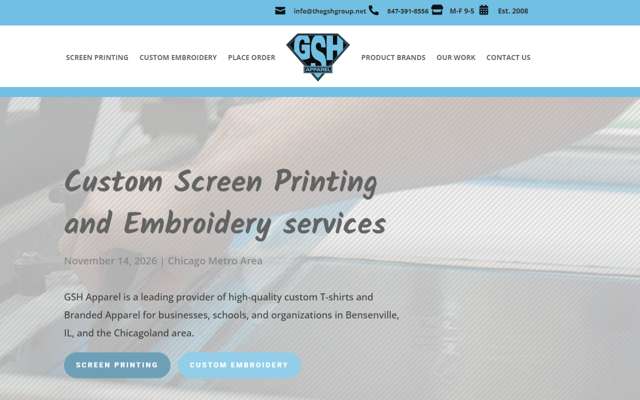 info@thegshgroup.net 847-391-8556 M-F 9-5 Est. 2008
SCREEN PRINTING CUSTOM EMBROIDERY PLACE ORDER GSH APPAREL PRODUCT BRANDS OUR WORK CONTACT US
Custom Screen Printing
and Embroidery services
November 14, 2026 | Chicago Metro Area
GSH Apparel is a leading provider of high-quality custom T-shirts and
Branded Apparel for businesses, schools, and organizations in Bensenville,
IL, and the Chicagoland area.
SCREEN PRINTING CUSTOM EMBROIDERY